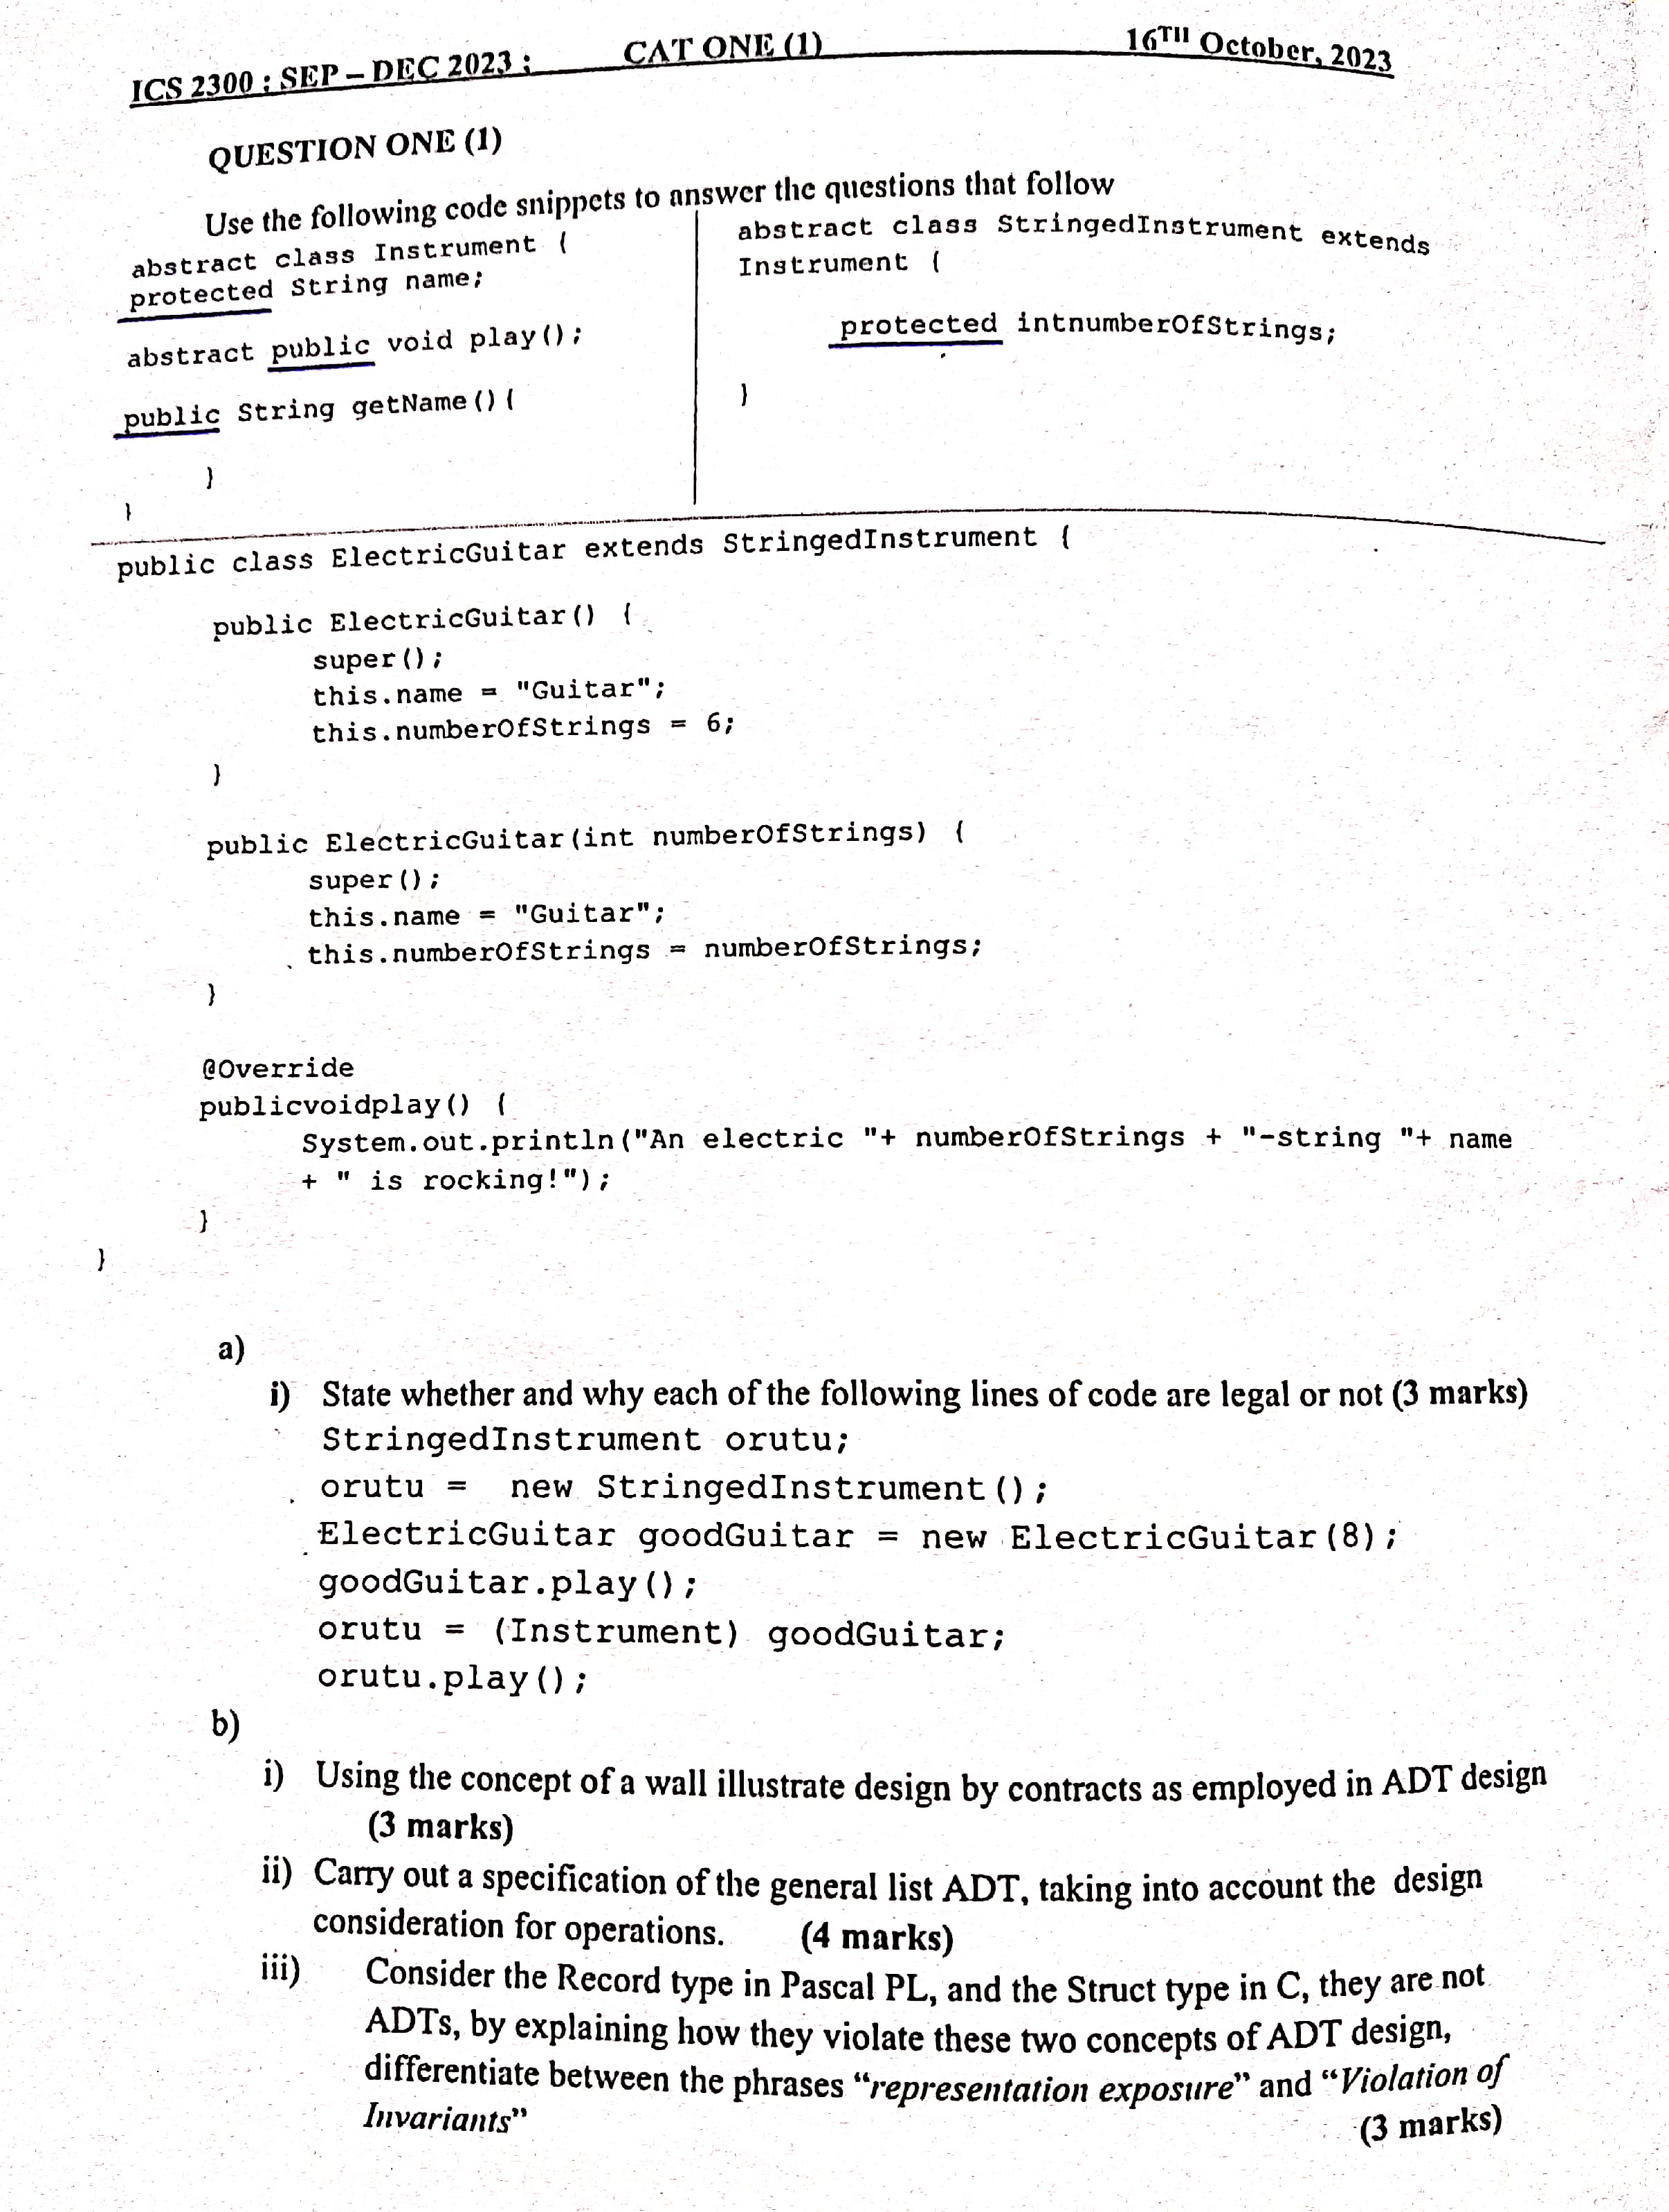 ICS 2300 : SEP – DEC 2023 ; CAT ONE (1) 16TH October, 2023
QUESTION ONE (1)
Use the following code snippets to answer the questions that follow
abstract class Instrument {
protected String name;
abstract public void play();
public String getName(){
}
}
abstract class StringedInstrument extends
Instrument {
protected intnumberOfStrings;
}
public class ElectricGuitar extends StringedInstrument {
public ElectricGuitar() {
super();
this.name = "Guitar";
this.numberOfStrings = 6;
}
public ElectricGuitar(int numberOfStrings) {
super();
this.name = "Guitar";
this.numberOfStrings = numberOfStrings;
}
@Override
publicvoidplay() {
System.out.println("An electric "+ numberOfStrings + "-string "+ name
+ " is rocking!");
}
}
a)
i) State whether and why each of the following lines of code are legal or not (3 marks)
StringedInstrument orutu;
orutu = new StringedInstrument();
ElectricGuitar goodGuitar = new ElectricGuitar(8);
goodGuitar.play();
orutu = (Instrument) goodGuitar;
orutu.play();
b)
i) Using the concept of a wall illustrate design by contracts as employed in ADT design
(3 marks)
ii) Carry out a specification of the general list ADT, taking into account the design
consideration for operations. (4 marks)
iii) Consider the Record type in Pascal PL, and the Struct type in C, they are not
ADTs, by explaining how they violate these two concepts of ADT design,
differentiate between the phrases “representation exposure” and “Violation of
Invariants” (3 marks)